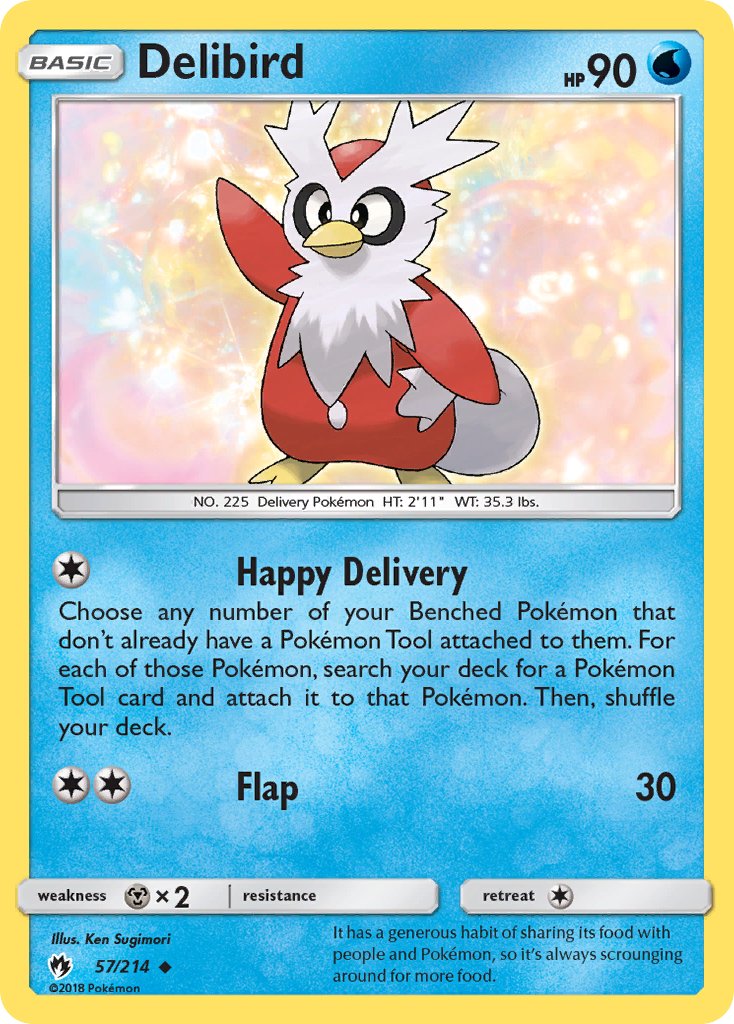 BASIC Delibird HP 90
NO. 225 Delivery Pokémon HT: 2'11" WT: 35.3 lbs.
Happy Delivery
Choose any number of your Benched Pokémon that
don't already have a Pokémon Tool attached to them. For
each of those Pokémon, search your deck for a Pokémon
Tool card and attach it to that Pokémon. Then, shuffle
your deck.
Flap 30
weakness ×2 resistance retreat
Illus. Ken Sugimori
57/214
©2018 Pokémon
It has a generous habit of sharing its food with
people and Pokémon, so it's always scrounging
around for more food.